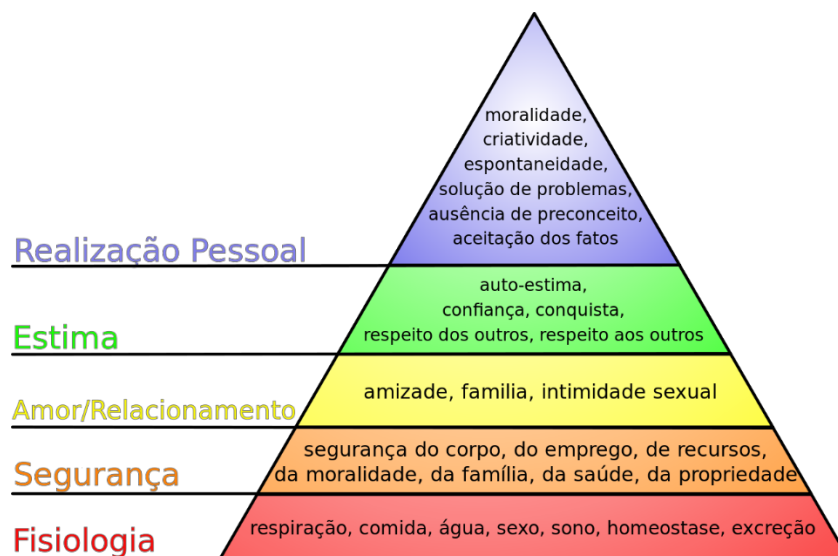 moralidade,
criatividade,
espontaneidade,
solução de problemas,
ausência de preconceito,
aceitação dos fatos
Realização Pessoal
auto-estima,
confiança, conquista,
respeito dos outros, respeito aos outros
Estima
amizade, familia, intimidade sexual
Amor/Relacionamento
segurança do corpo, do emprego, de recursos,
da moralidade, da família, da saúde, da propriedade
Segurança
respiração, comida, água, sexo, sono, homeostase, excreção
Fisiologia